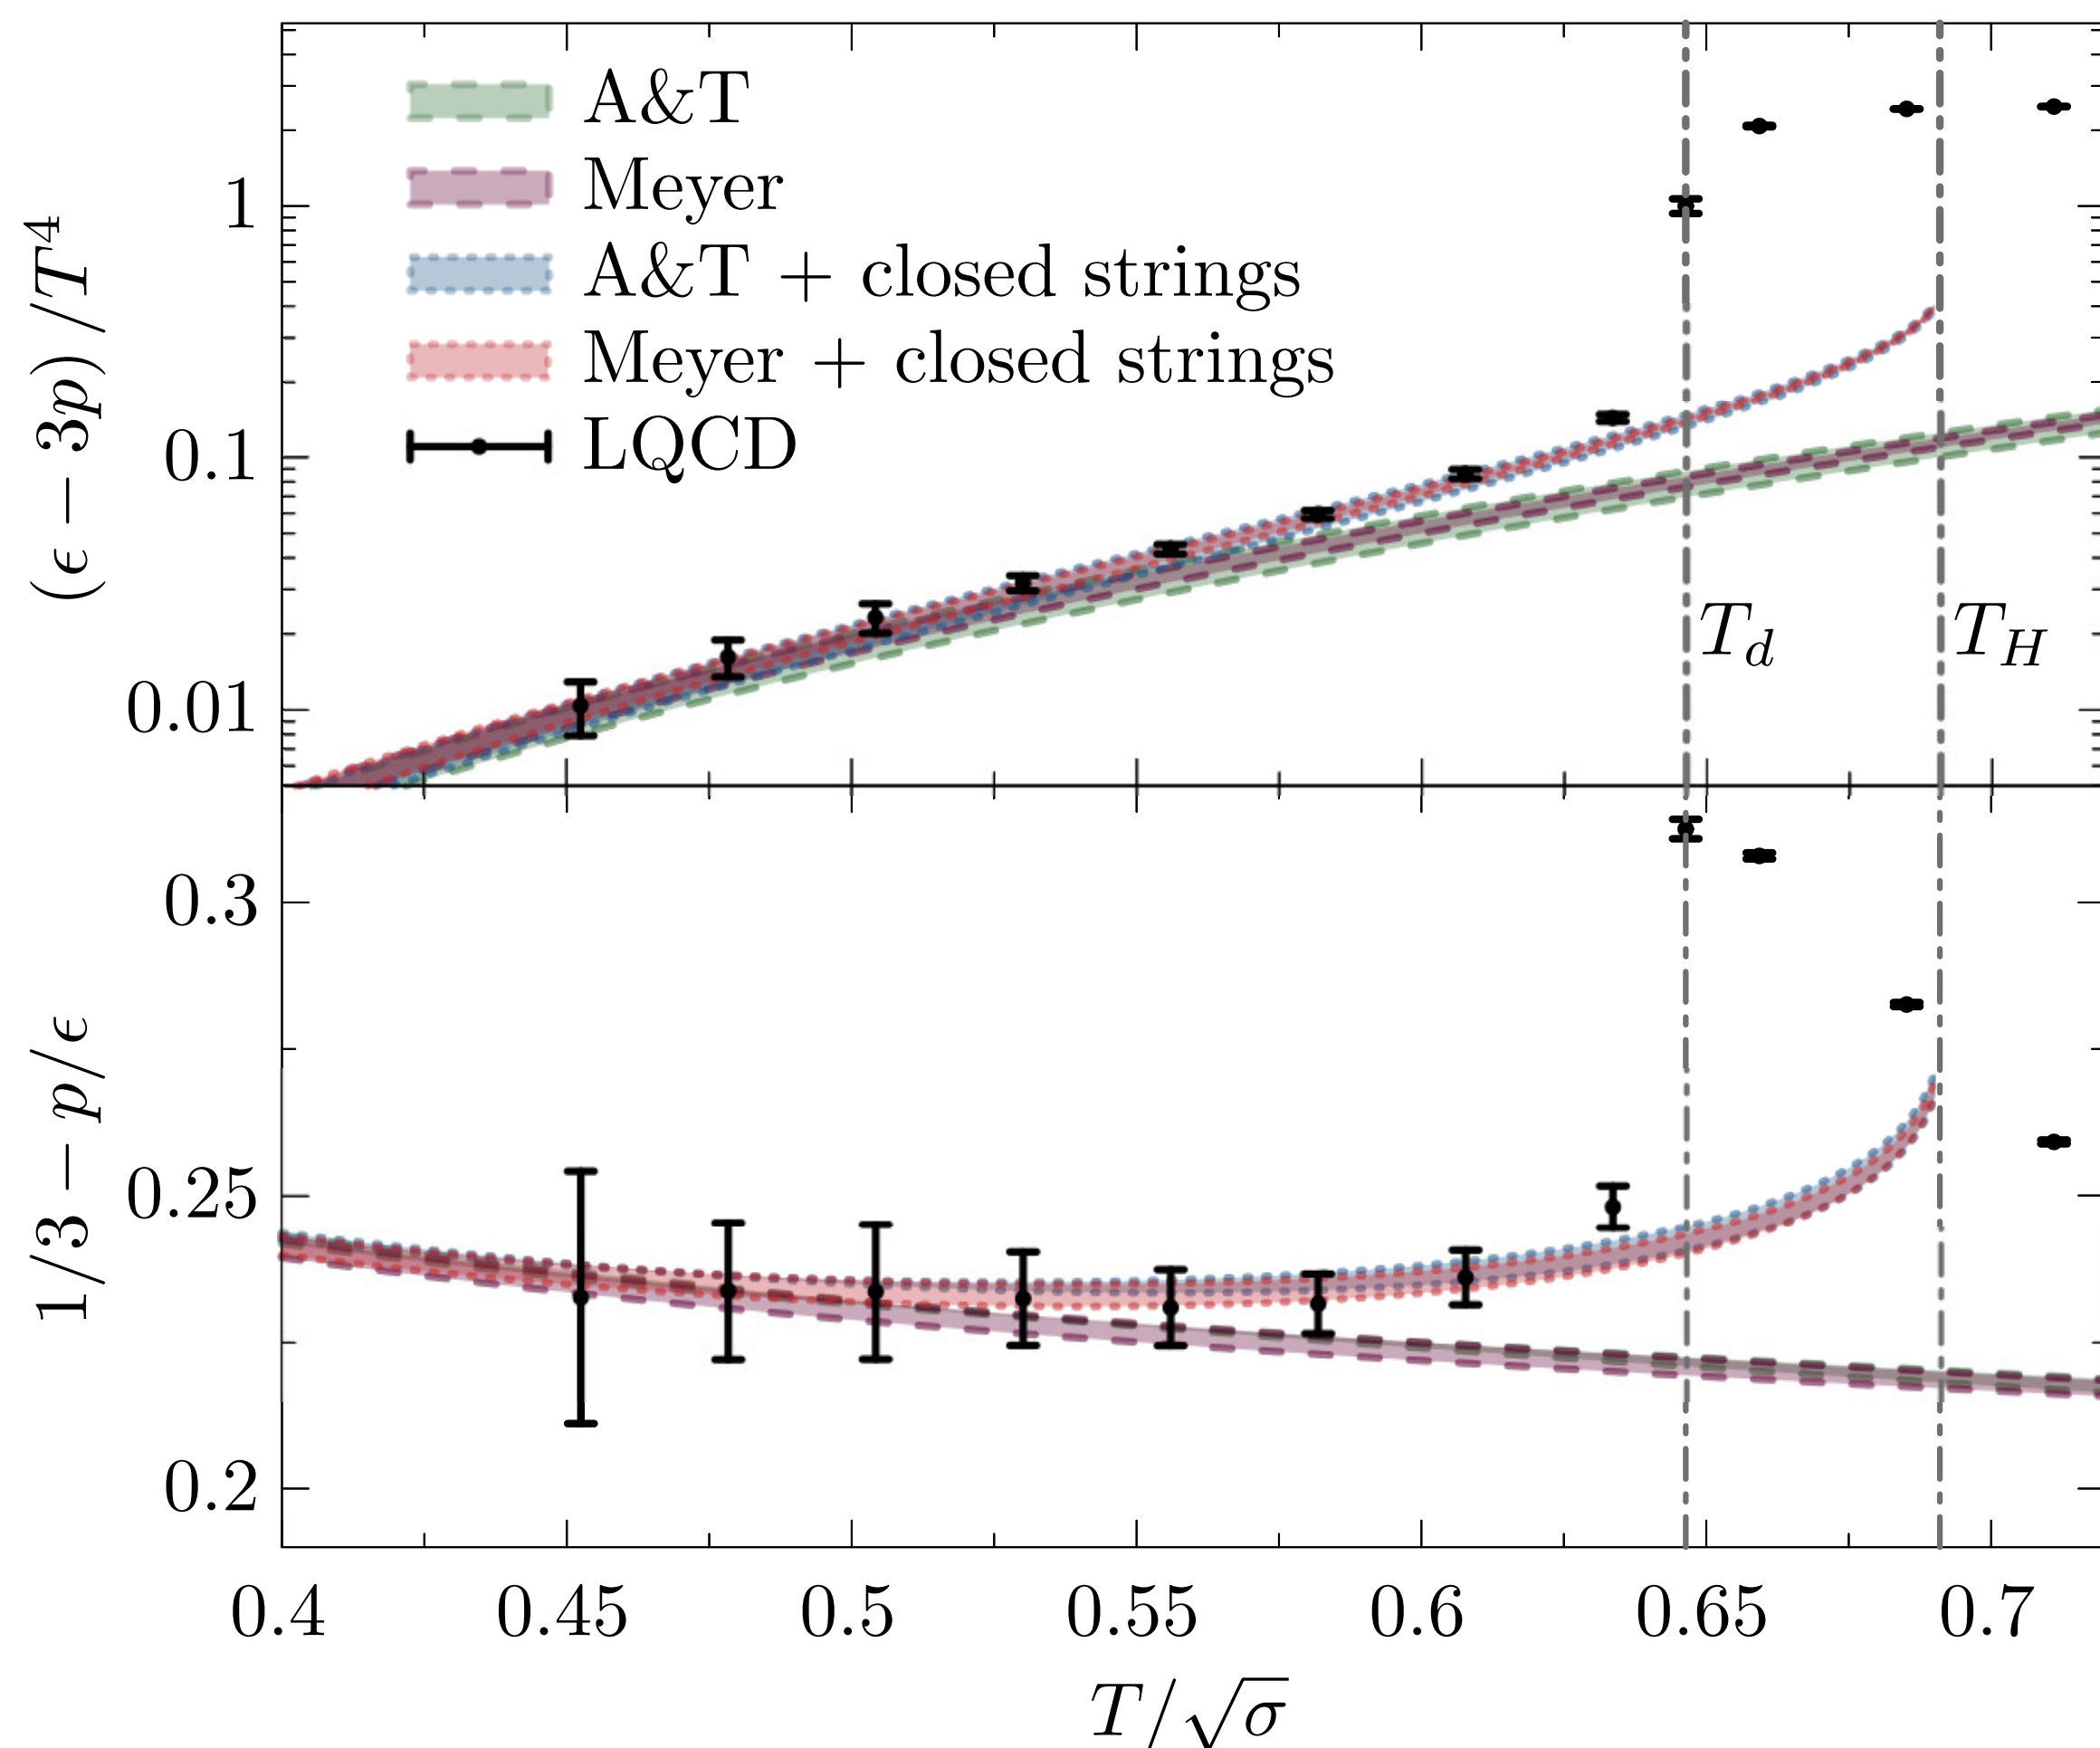 (ϵ − 3p) /T⁴
1
0.1
0.01
A&T
Meyer
A&T + closed strings
Meyer + closed strings
LQCD
T_d
T_H
1/3 − p/ϵ
0.3
0.25
0.2
0.4 0.45 0.5 0.55 0.6 0.65 0.7
T/√σ